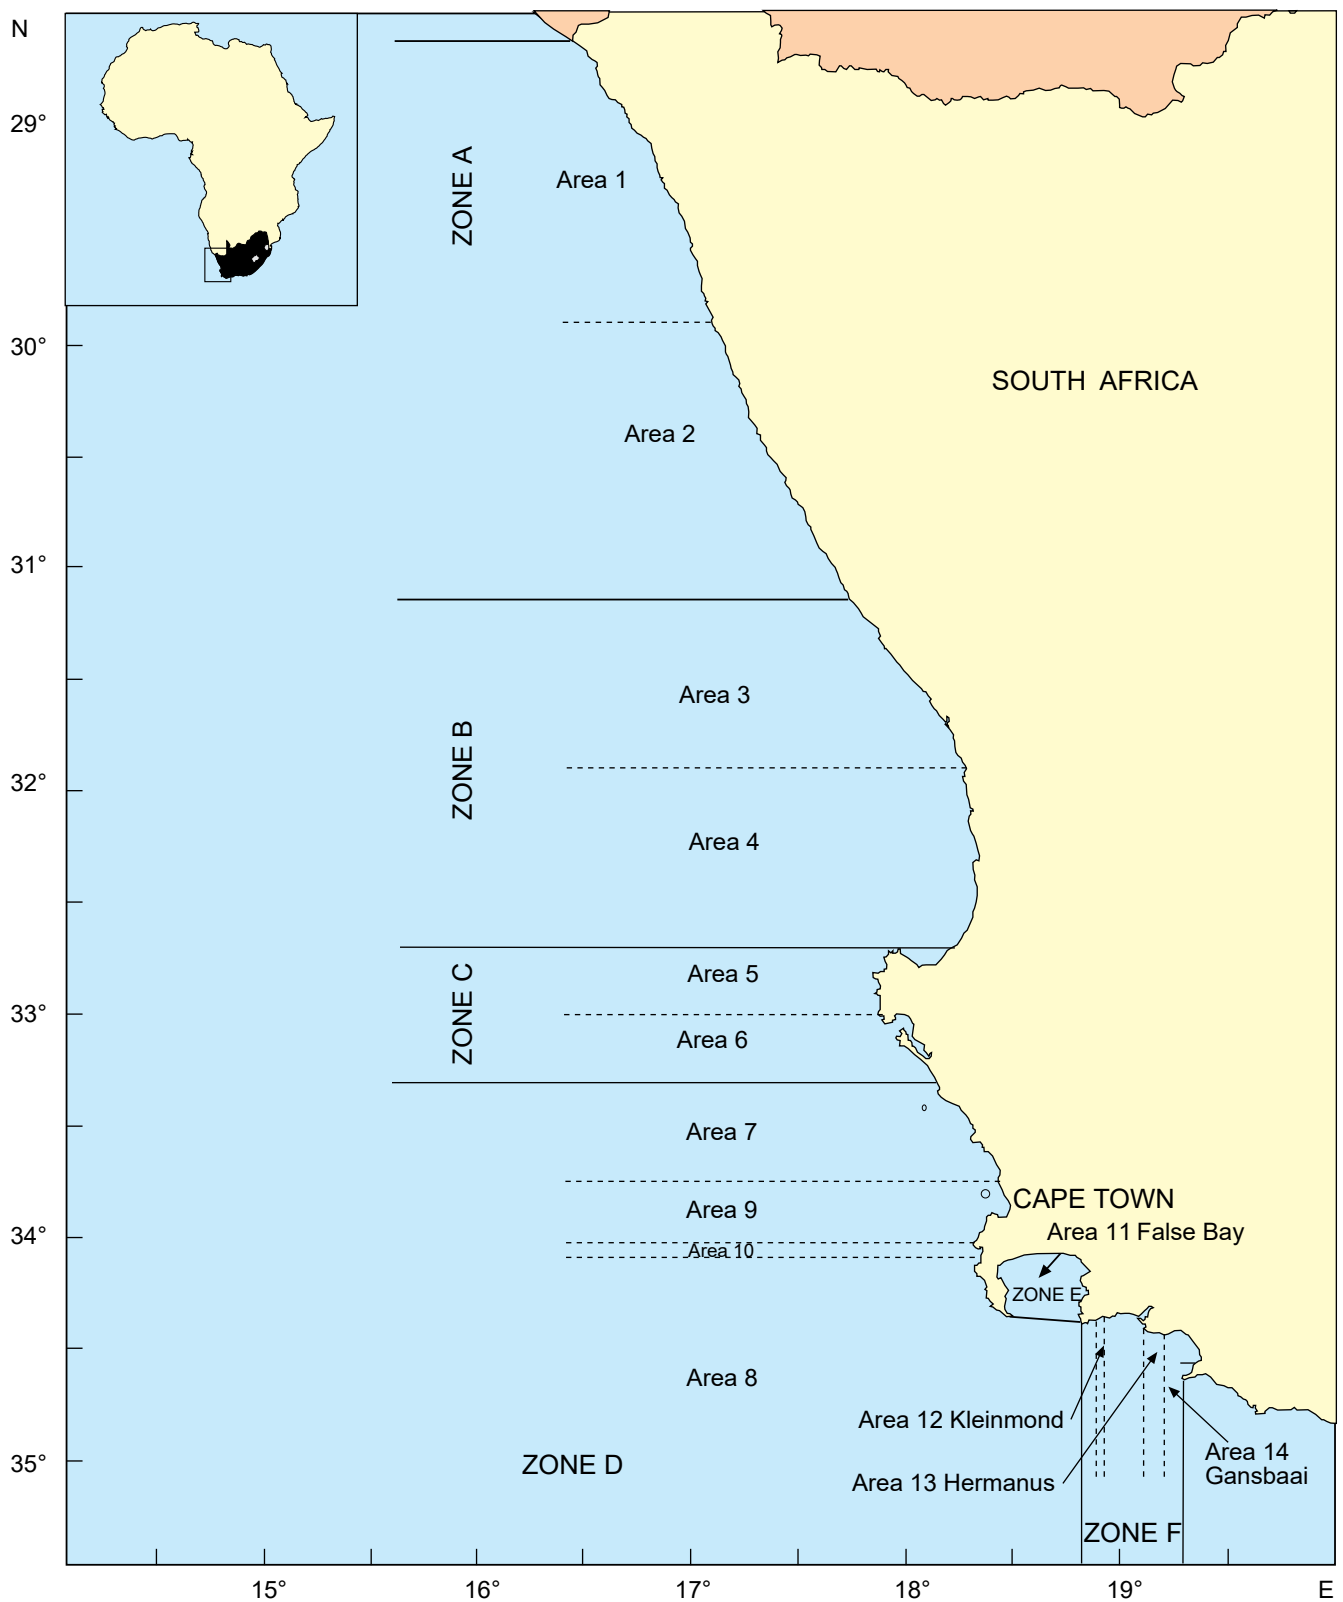 N
29°
ZONE A
Area 1
30°
SOUTH AFRICA
Area 2
31°
Area 3
ZONE B
32°
Area 4
Area 5
ZONE C
33°
Area 6
Area 7
CAPE TOWN
Area 9
34°
Area 11 False Bay
Area 10
ZONE E
Area 8
Area 12 Kleinmond
35°
ZONE D
Area 13 Hermanus
Area 14
Gansbaai
ZONE F
15°
16°
17°
18°
19°
E